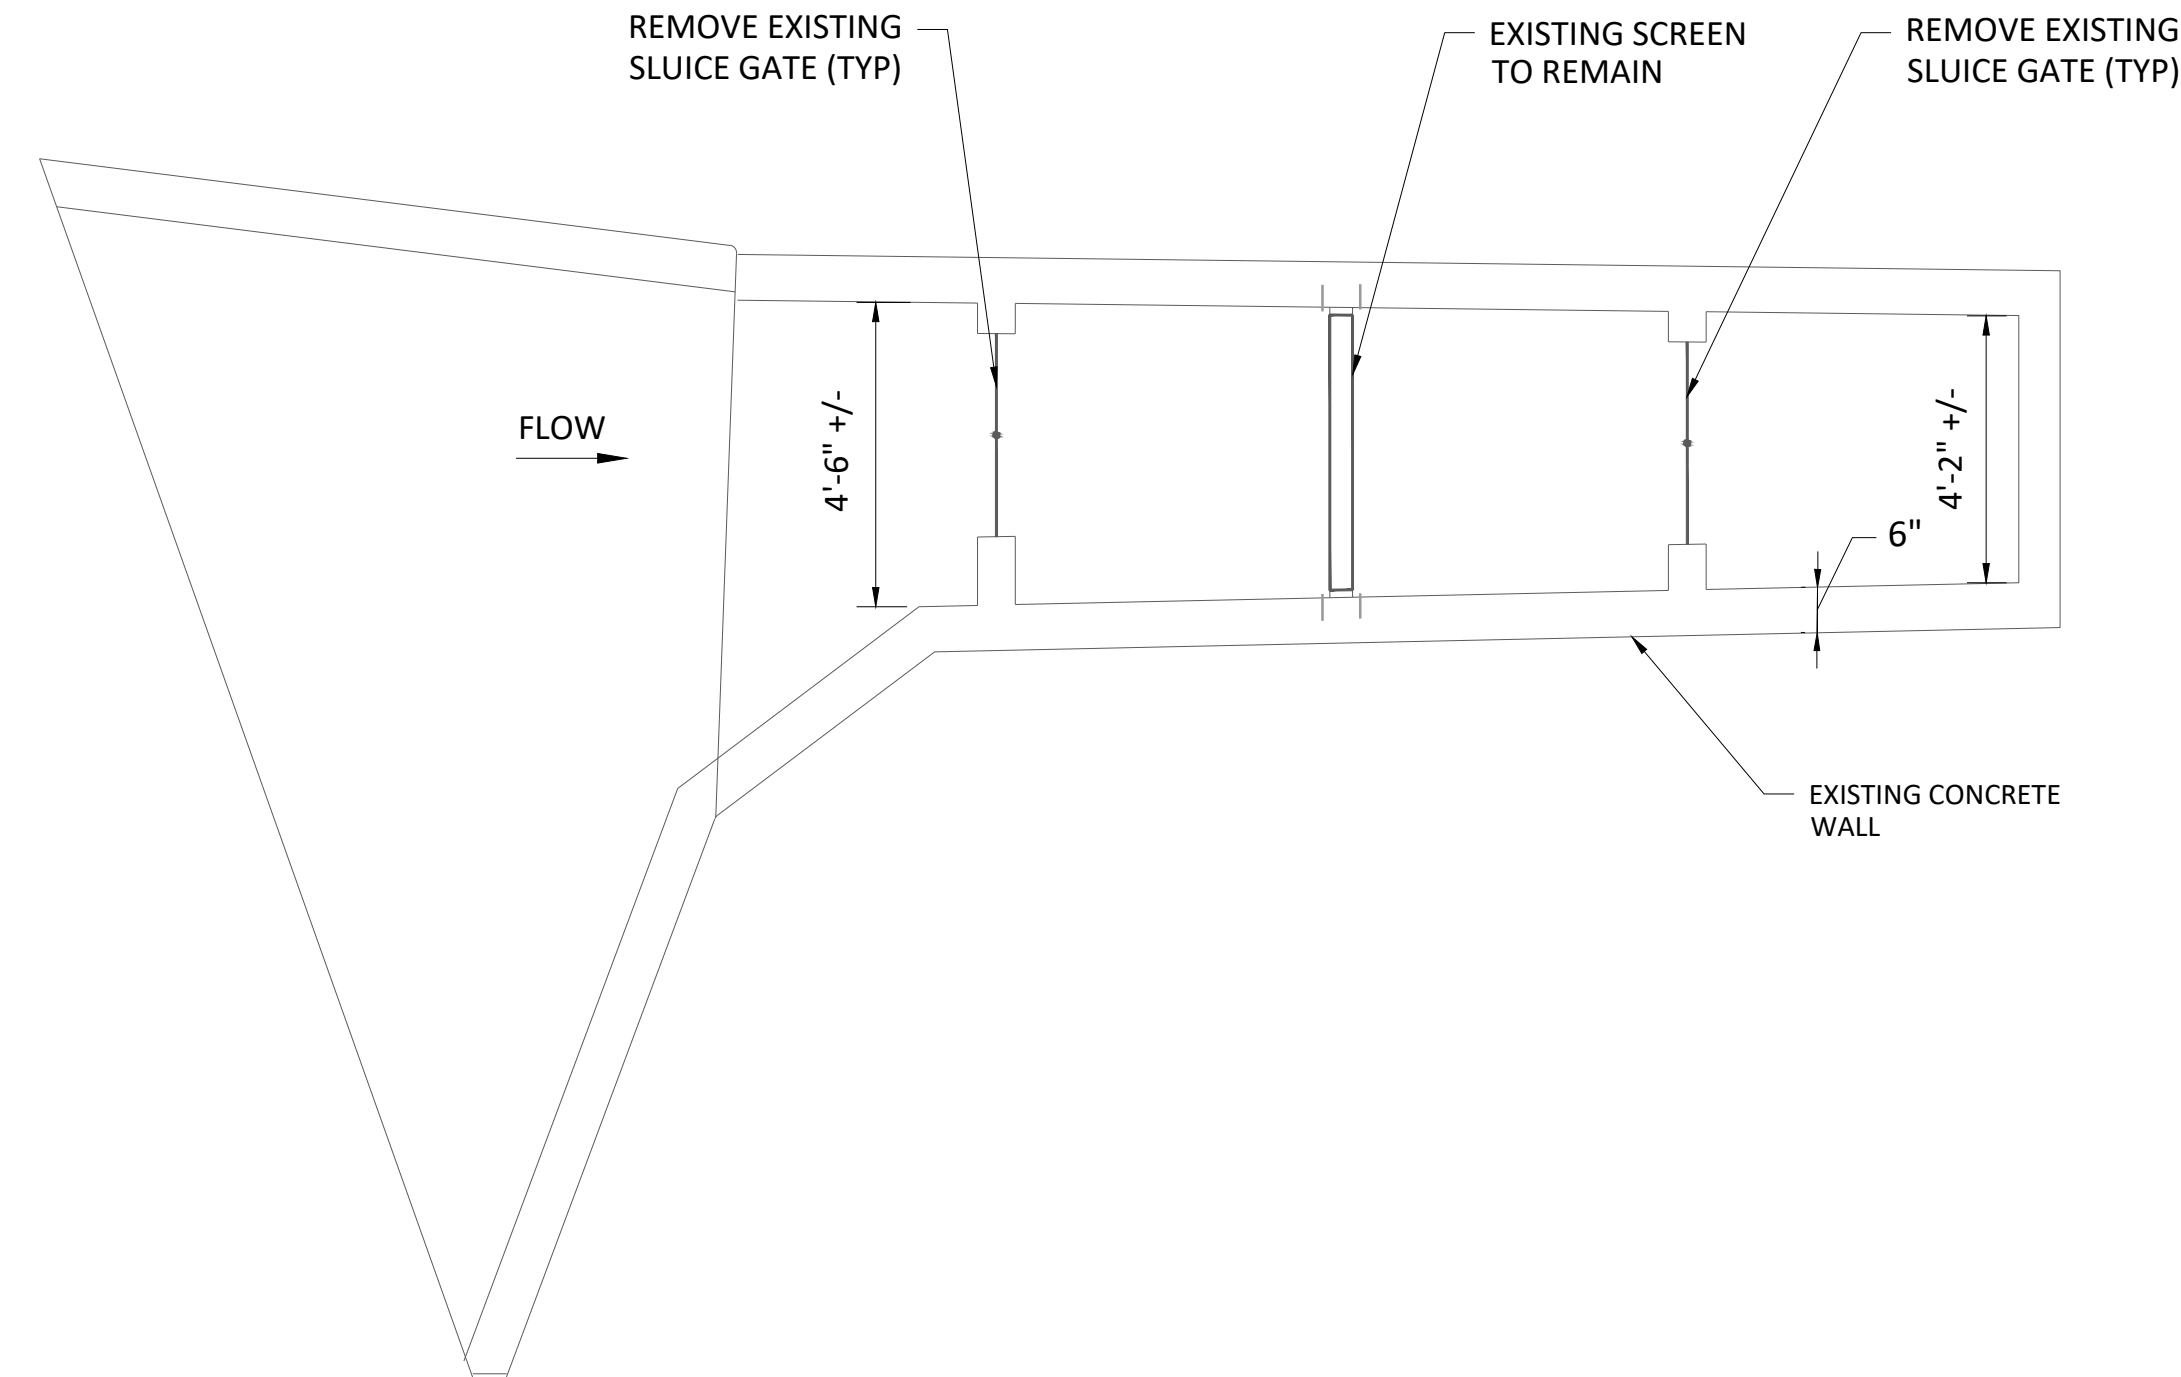 REMOVE EXISTING
SLUICE GATE (TYP)
EXISTING SCREEN
TO REMAIN
REMOVE EXISTING
SLUICE GATE (TYP)
FLOW
4'-6" +/-
4'-2" +/-
6"
EXISTING CONCRETE
WALL